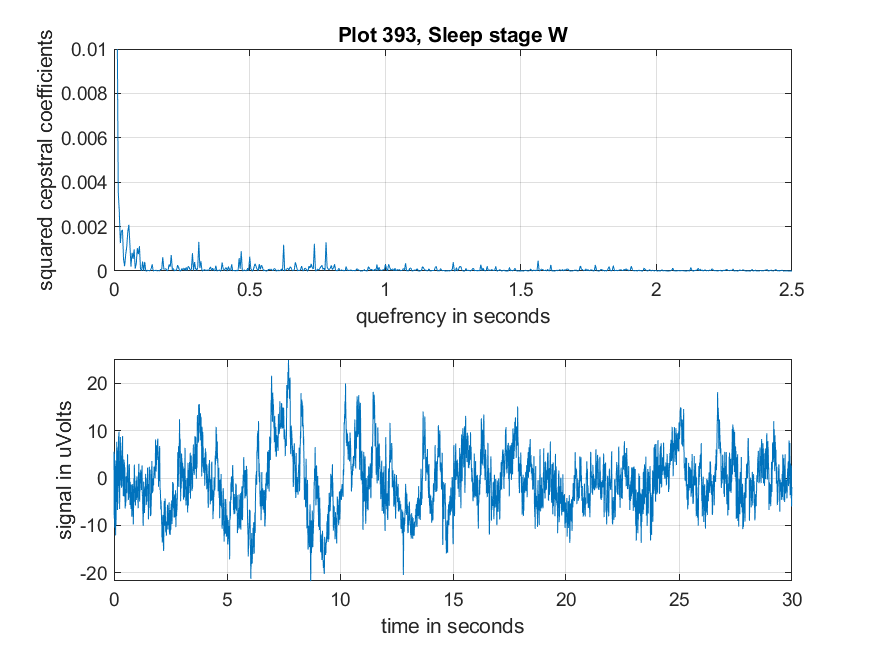 Plot 393, Sleep stage W
squared cepstral coefficients
0.01
0.008
0.006
0.004
0.002
0
0 0.5 1 1.5 2 2.5
quefrency in seconds
signal in uVolts
20
10
0
-10
-20
0 5 10 15 20 25 30
time in seconds